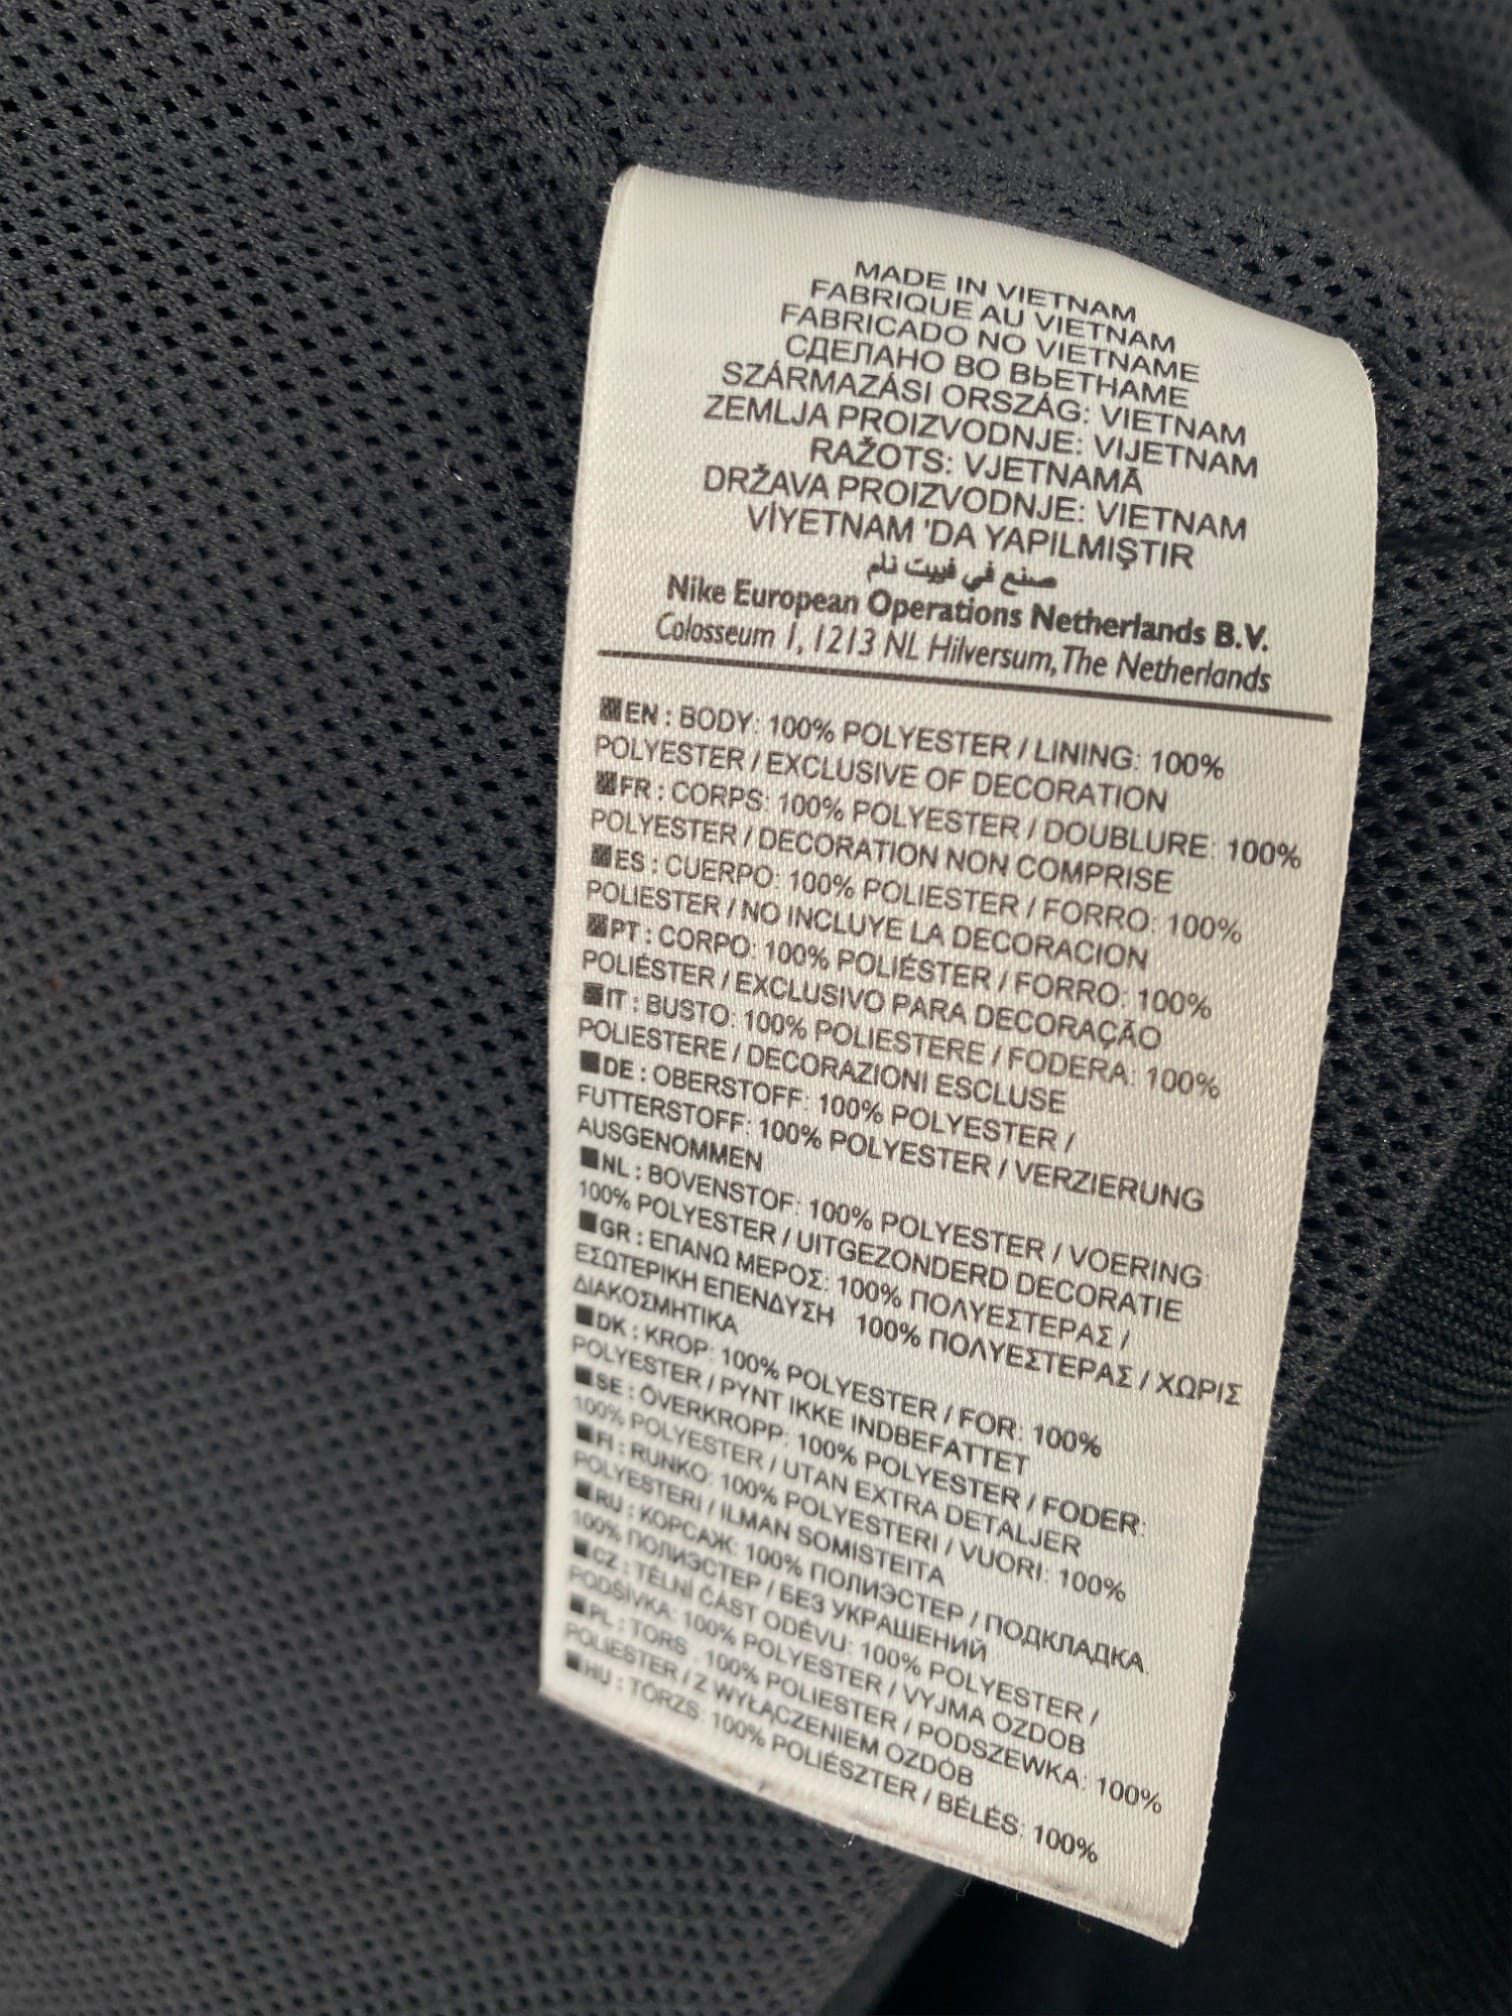 MADE IN VIETNAM
FABRIQUE AU VIETNAM
FABRICADO NO VIETNAME
СДЕЛАНО ВО ВЬЕТНАМЕ
SZÁRMAZÁSI ORSZÁG: VIETNAM
ZEMLJA PROIZVODNJE: VIJETNAM
RAŽOTS: VJETNAMĀ
DRŽAVA PROIZVODNJE: VIETNAM
VİYETNAM 'DA YAPILMIŞTIR
صنع في فييت نام
Nike European Operations Netherlands B.V.
Colosseum 1, 1213 NL Hilversum, The Netherlands
EN : BODY: 100% POLYESTER / LINING: 100%
POLYESTER / EXCLUSIVE OF DECORATION
FR : CORPS: 100% POLYESTER / DOUBLURE: 100%
POLYESTER / DECORATION NON COMPRISE
ES : CUERPO: 100% POLIESTER / FORRO: 100%
POLIESTER / NO INCLUYE LA DECORACION
PT : CORPO: 100% POLIÉSTER / FORRO: 100%
POLIÉSTER / EXCLUSIVO PARA DECORAÇÃO
IT : BUSTO: 100% POLIESTERE / FODERA: 100%
POLIESTERE / DECORAZIONI ESCLUSE
DE : OBERSTOFF: 100% POLYESTER /
FUTTERSTOFF: 100% POLYESTER / VERZIERUNG
AUSGENOMMEN
NL : BOVENSTOF: 100% POLYESTER / VOERING:
100% POLYESTER / UITGEZONDERD DECORATIE
GR : ΕΠΑΝΩ ΜΕΡΟΣ: 100% ΠΟΛΥΕΣΤΕΡΑΣ /
ΕΣΩΤΕΡΙΚΗ ΕΠΕΝΔΥΣΗ 100% ΠΟΛΥΕΣΤΕΡΑΣ / ΧΩΡΙΣ
ΔΙΑΚΟΣΜΗΤΙΚΑ
DK : KROP: 100% POLYESTER / FOR: 100%
POLYESTER / PYNT IKKE INDBEFATTET
SE : ÖVERKROPP: 100% POLYESTER / FODER:
100% POLYESTER / UTAN EXTRA DETALJER
FI : RUNKO: 100% POLYESTERI / VUORI: 100%
POLYESTERI / ILMAN SOMISTEITA
RU : КОРСАЖ: 100% ПОЛИЭСТЕР / ПОДКЛАДКА:
100% ПОЛИЭСТЕР / БЕЗ УКРАШЕНИЙ
CZ : TĚLNÍ ČÁST ODĚVU: 100% POLYESTER /
PODŠÍVKA: 100% POLYESTER / VYJMA OZDOB
PL : TORS : 100% POLIESTER / PODSZEWKA: 100%
POLIESTER / Z WYŁĄCZENIEM OZDÓB
HU : TÖRZS: 100% POLIÉSZTER / BÉLÉS: 100%